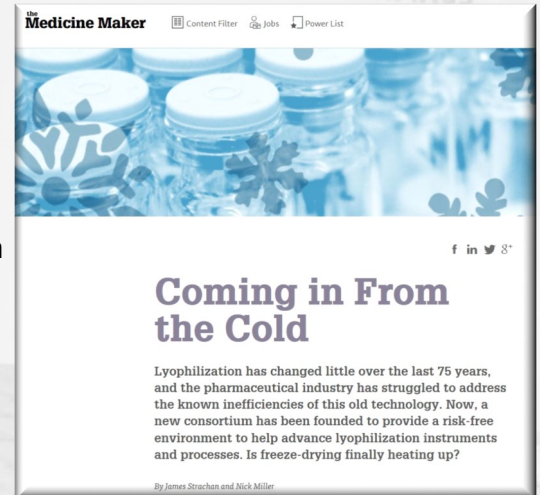 the
Medicine Maker
Content Filter Jobs Power List
f in 8+
Coming in From
the Cold
Lyophilization has changed little over the last 75 years,
and the pharmaceutical industry has struggled to address
the known inefficiencies of this old technology. Now, a
new consortium has been founded to provide a risk-free
environment to help advance lyophilization instruments
and processes. Is freeze-drying finally heating up?
By James Strachan and Nick Miller